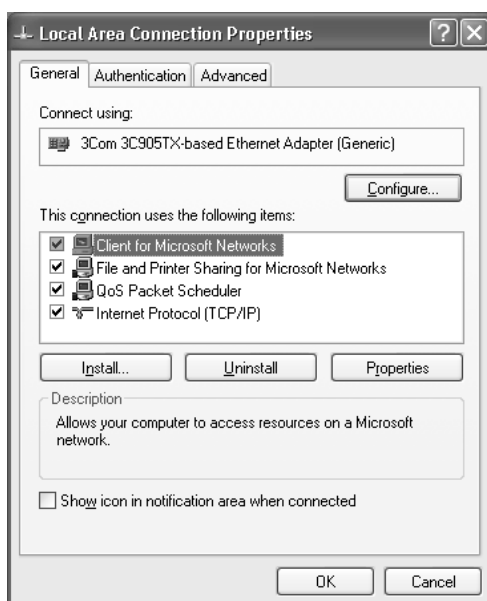 Local Area Connection Properties
General Authentication Advanced
Connect using:
3Com 3C905TX-based Ethernet Adapter (Generic)
Configure...
This connection uses the following items:
Client for Microsoft Networks
File and Printer Sharing for Microsoft Networks
QoS Packet Scheduler
Internet Protocol (TCP/IP)
Install... Uninstall Properties
Description
Allows your computer to access resources on a Microsoft
network.
Show icon in notification area when connected
OK Cancel